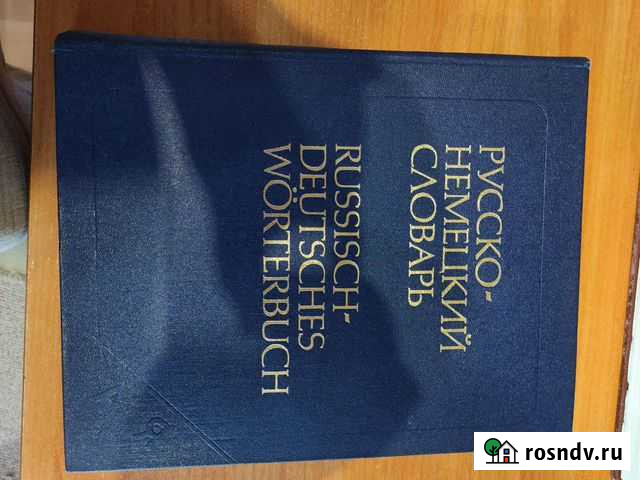 РУССКО-
НЕМЕЦКИЙ
СЛОВАРЬ
RUSSISCH-
DEUTSCHES
WÖRTERBUCH
rosndv.ru